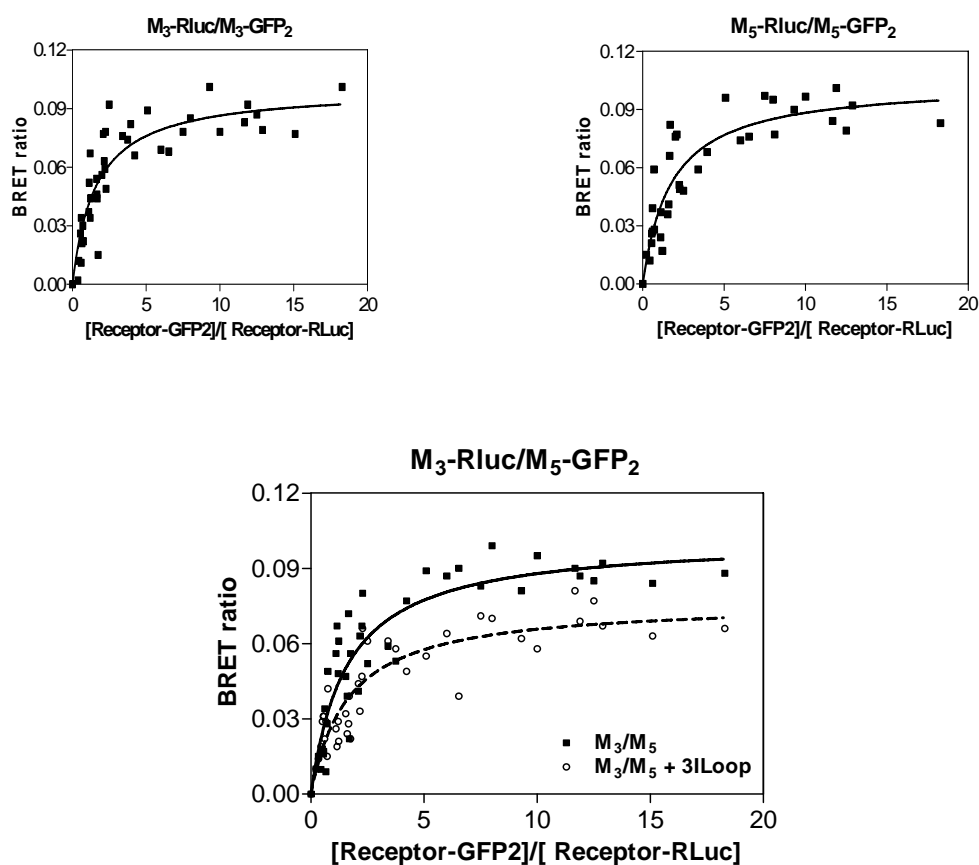 M₃-Rluc/M₃-GFP₂
0.12
0.09
0.06
0.03
0.00
BRET ratio
0 5 10 15 20
[Receptor-GFP2]/[ Receptor-RLuc]
M₅-Rluc/M₅-GFP₂
0.12
0.09
0.06
0.03
0.00
BRET ratio
0 5 10 15 20
[Receptor-GFP2]/[ Receptor-RLuc]
M₃-Rluc/M₅-GFP₂
0.12
0.09
0.06
0.03
0.00
BRET ratio
M₃/M₅
M₃/M₅ + 3ILoop
0 5 10 15 20
[Receptor-GFP2]/[ Receptor-RLuc]